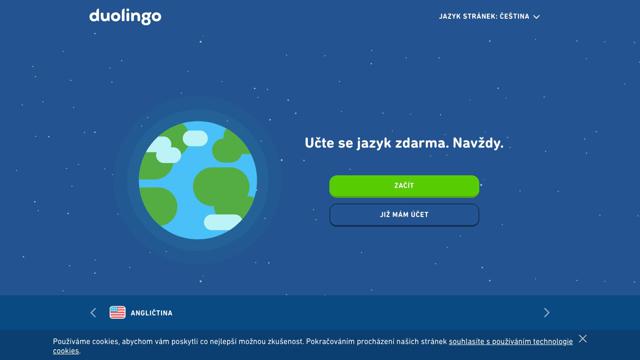 duolingo
JAZYK STRÁNEK: ČEŠTINA
Učte se jazyk zdarma. Navždy.
ZAČÍT
JIŽ MÁM ÚČET
ANGLIČTINA
Používáme cookies, abychom vám poskytli co nejlepší možnou zkušenost. Pokračováním procházení našich stránek souhlasíte s používáním technologie
cookies.